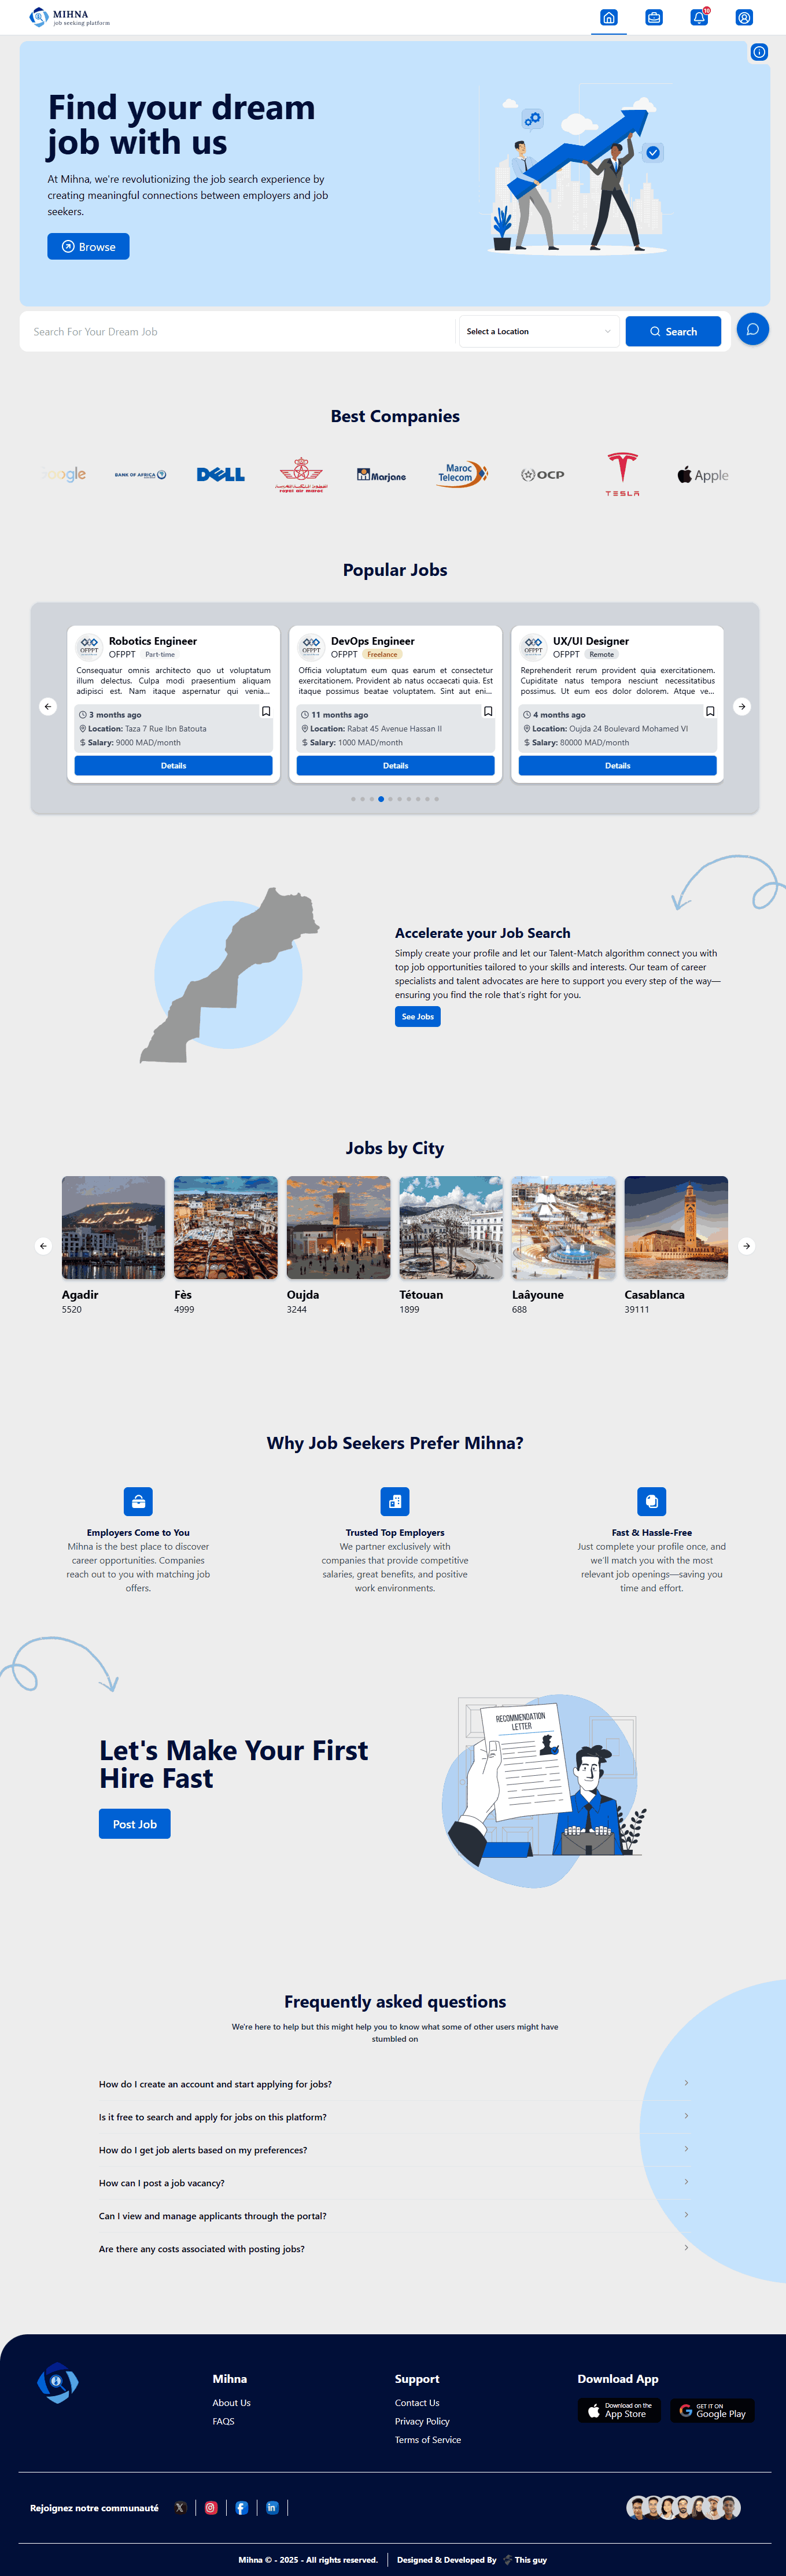 MIHNA
job seeking platform
10
Find your dream
job with us
At Mihna, we're revolutionizing the job search experience by
creating meaningful connections between employers and job
seekers.
Browse
Search For Your Dream Job
Select a Location
Search
Best Companies
Google
BANK OF AFRICA
DELL
royal air maroc
Marjane
Maroc
Telecom
OCP
TESLA
Apple
Popular Jobs
OFPPT
Robotics Engineer
OFPPT Part-time
Consequatur omnis architecto quo ut voluptatum
illum delectus. Culpa modi praesentium aliquam
adipisci est. Nam itaque aspernatur qui venia...
3 months ago
Location: Taza 7 Rue Ibn Batouta
Salary: 9000 MAD/month
Details
OFPPT
DevOps Engineer
OFPPT Freelance
Officia voluptatum eum quas earum et consectetur
exercitationem. Provident ab natus occaecati quia. Est
itaque possimus beatae voluptatem. Sint aut eni...
11 months ago
Location: Rabat 45 Avenue Hassan II
Salary: 1000 MAD/month
Details
OFPPT
UX/UI Designer
OFPPT Remote
Reprehenderit rerum provident quia exercitationem.
Cupiditate natus tempora nesciunt necessitatibus
possimus. Ut eum eos dolor dolorem. Atque ve...
4 months ago
Location: Oujda 24 Boulevard Mohamed VI
Salary: 80000 MAD/month
Details
Accelerate your Job Search
Simply create your profile and let our Talent-Match algorithm connect you with
top job opportunities tailored to your skills and interests. Our team of career
specialists and talent advocates are here to support you every step of the way—
ensuring you find the role that's right for you.
See Jobs
Jobs by City
Agadir
5520
Fès
4999
Oujda
3244
Tétouan
1899
Laâyoune
688
Casablanca
39111
Why Job Seekers Prefer Mihna?
Employers Come to You
Mihna is the best place to discover
career opportunities. Companies
reach out to you with matching job
offers.
Trusted Top Employers
We partner exclusively with
companies that provide competitive
salaries, great benefits, and positive
work environments.
Fast & Hassle-Free
Just complete your profile once, and
we'll match you with the most
relevant job openings—saving you
time and effort.
Let's Make Your First
Hire Fast
Post Job
RECOMMENDATION
LETTER
Frequently asked questions
We're here to help but this might help you to know what some of other users might have
stumbled on
How do I create an account and start applying for jobs?
Is it free to search and apply for jobs on this platform?
How do I get job alerts based on my preferences?
How can I post a job vacancy?
Can I view and manage applicants through the portal?
Are there any costs associated with posting jobs?
Mihna
About Us
FAQS
Support
Contact Us
Privacy Policy
Terms of Service
Download App
Download on the
App Store
GET IT ON
Google Play
Rejoignez notre communauté
Mihna © - 2025 - All rights reserved.
Designed & Developed By This guy